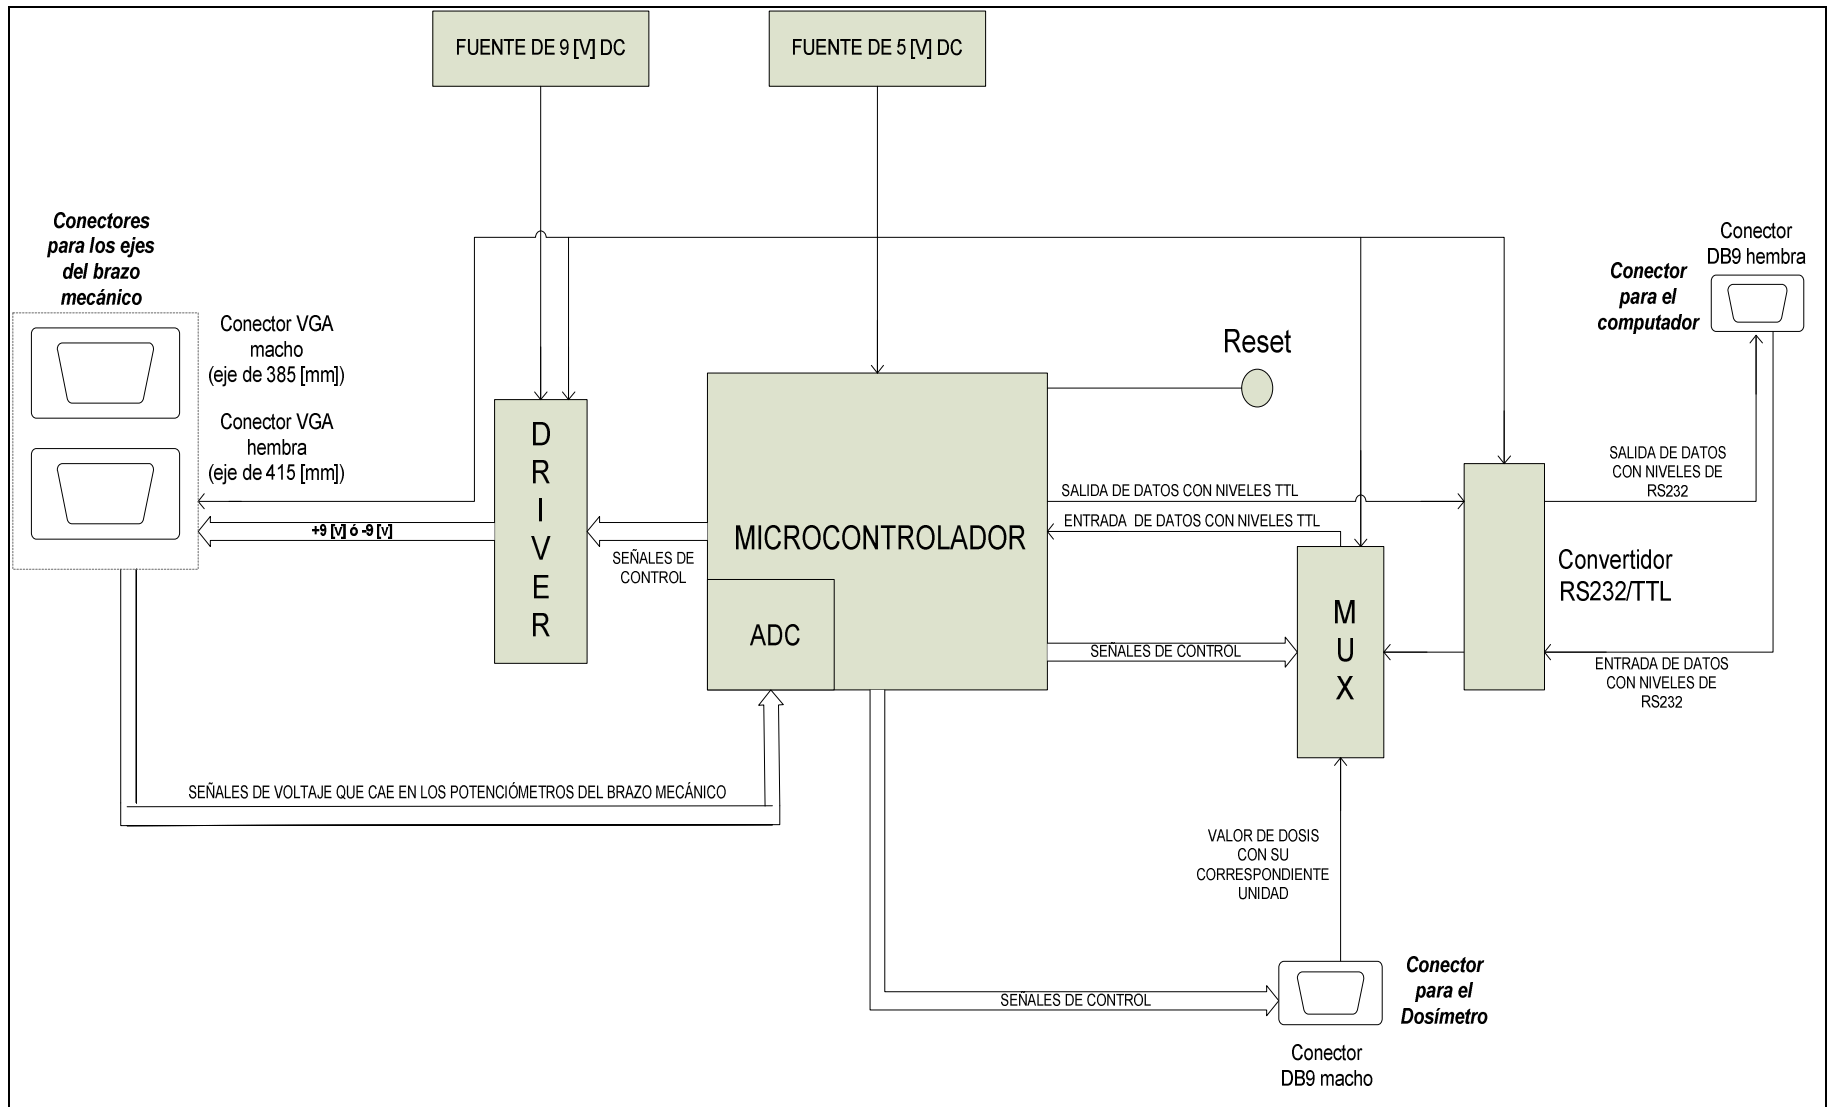 FUENTE DE 9 [V] DC
FUENTE DE 5 [V] DC
Conectores
para los ejes
del brazo
mecánico
Conector VGA
macho
(eje de 385 [mm])
Conector VGA
hembra
(eje de 415 [mm])
+9 [V] ó -9 [V]
DRIVER
SEÑALES DE
CONTROL
MICROCONTROLADOR
ADC
Reset
SALIDA DE DATOS CON NIVELES TTL
ENTRADA DE DATOS CON NIVELES TTL
SEÑALES DE CONTROL
MUX
Convertidor
RS232/TTL
Conector
DB9 hembra
Conector
para el
computador
SALIDA DE DATOS
CON NIVELES DE
RS232
ENTRADA DE DATOS
CON NIVELES DE
RS232
SEÑALES DE VOLTAJE QUE CAE EN LOS POTENCIÓMETROS DEL BRAZO MECÁNICO
VALOR DE DOSIS
CON SU
CORRESPONDIENTE
UNIDAD
SEÑALES DE CONTROL
Conector
para el
Dosímetro
Conector
DB9 macho